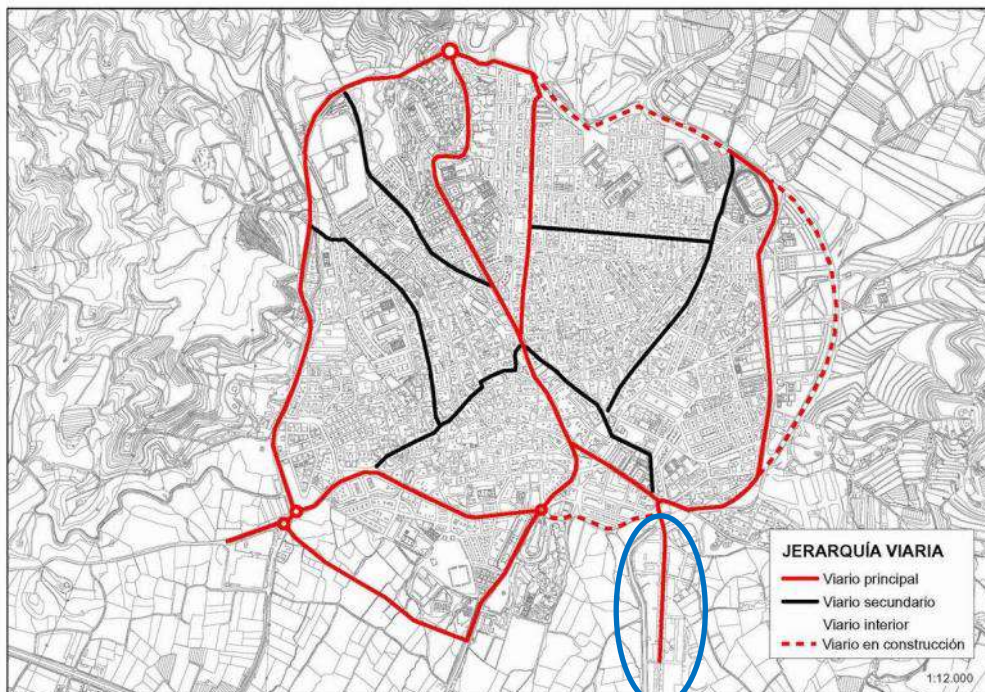 JERARQUÍA VIARIA
Viario principal
Viario secundario
Viario interior
Viario en construcción
1:12.000